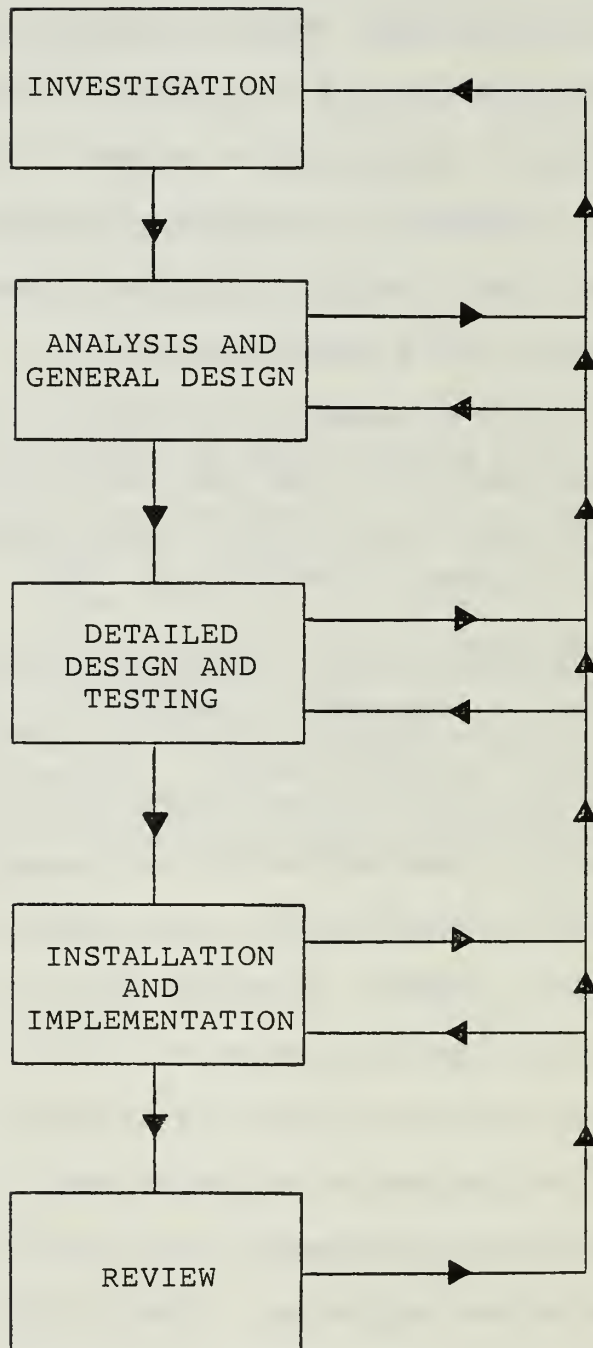 INVESTIGATION
ANALYSIS AND
GENERAL DESIGN
DETAILED
DESIGN AND
TESTING
INSTALLATION
AND
IMPLEMENTATION
REVIEW